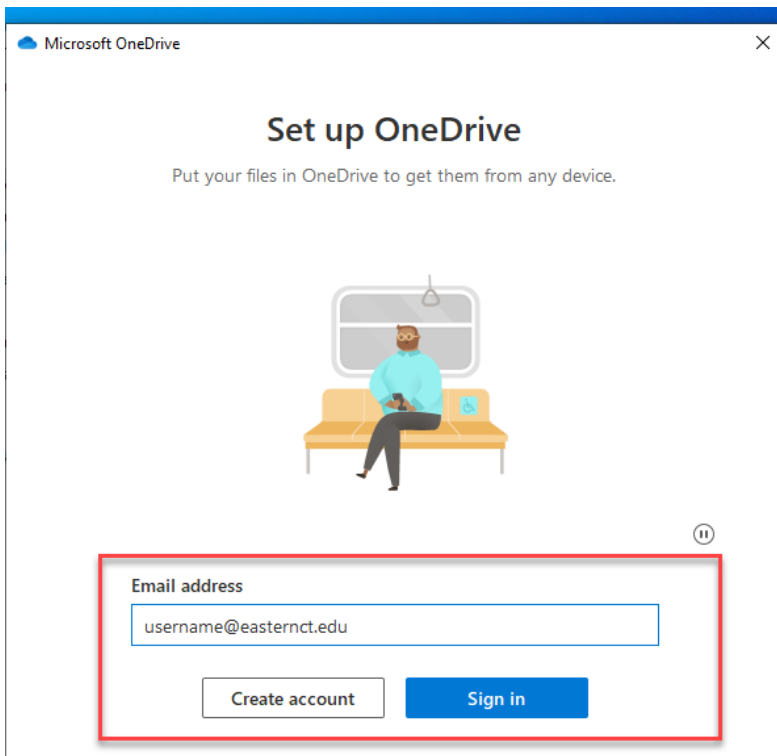 Microsoft OneDrive
Set up OneDrive
Put your files in OneDrive to get them from any device.
Email address
username@easternct.edu
Create account Sign in